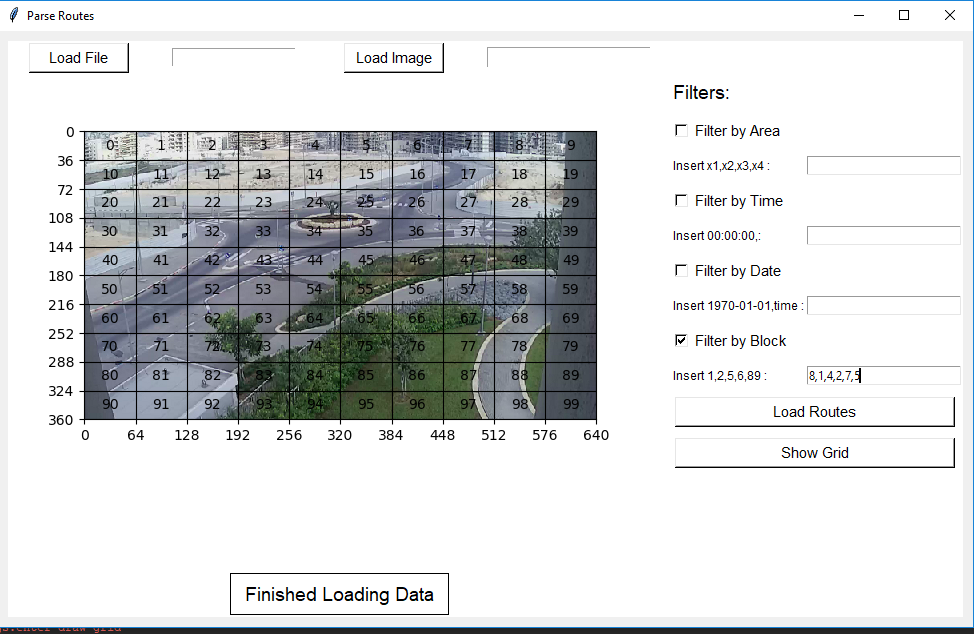 Parse Routes
Load File Load Image
Filters:
Filter by Area
Insert x1,x2,x3,x4 :
Filter by Time
Insert 00:00:00,:
Filter by Date
Insert 1970-01-01,time :
Filter by Block
Insert 1,2,5,6,89 : 8,1,4,2,7,5
Load Routes
Show Grid
0 0 1 2 3 4 5 6 7 8 9
36 10 11 12 13 14 15 16 17 18 19
72 20 21 22 23 24 25 26 27 28 29
108 30 31 32 33 34 35 36 37 38 39
144 40 41 42 43 44 45 46 47 48 49
180 50 51 52 53 54 55 56 57 58 59
216 60 61 62 63 64 65 66 67 68 69
252 70 71 72 73 74 75 76 77 78 79
288 80 81 82 83 84 85 86 87 88 89
324 90 91 92 93 94 95 96 97 98 99
360
0 64 128 192 256 320 384 448 512 576 640
Finished Loading Data